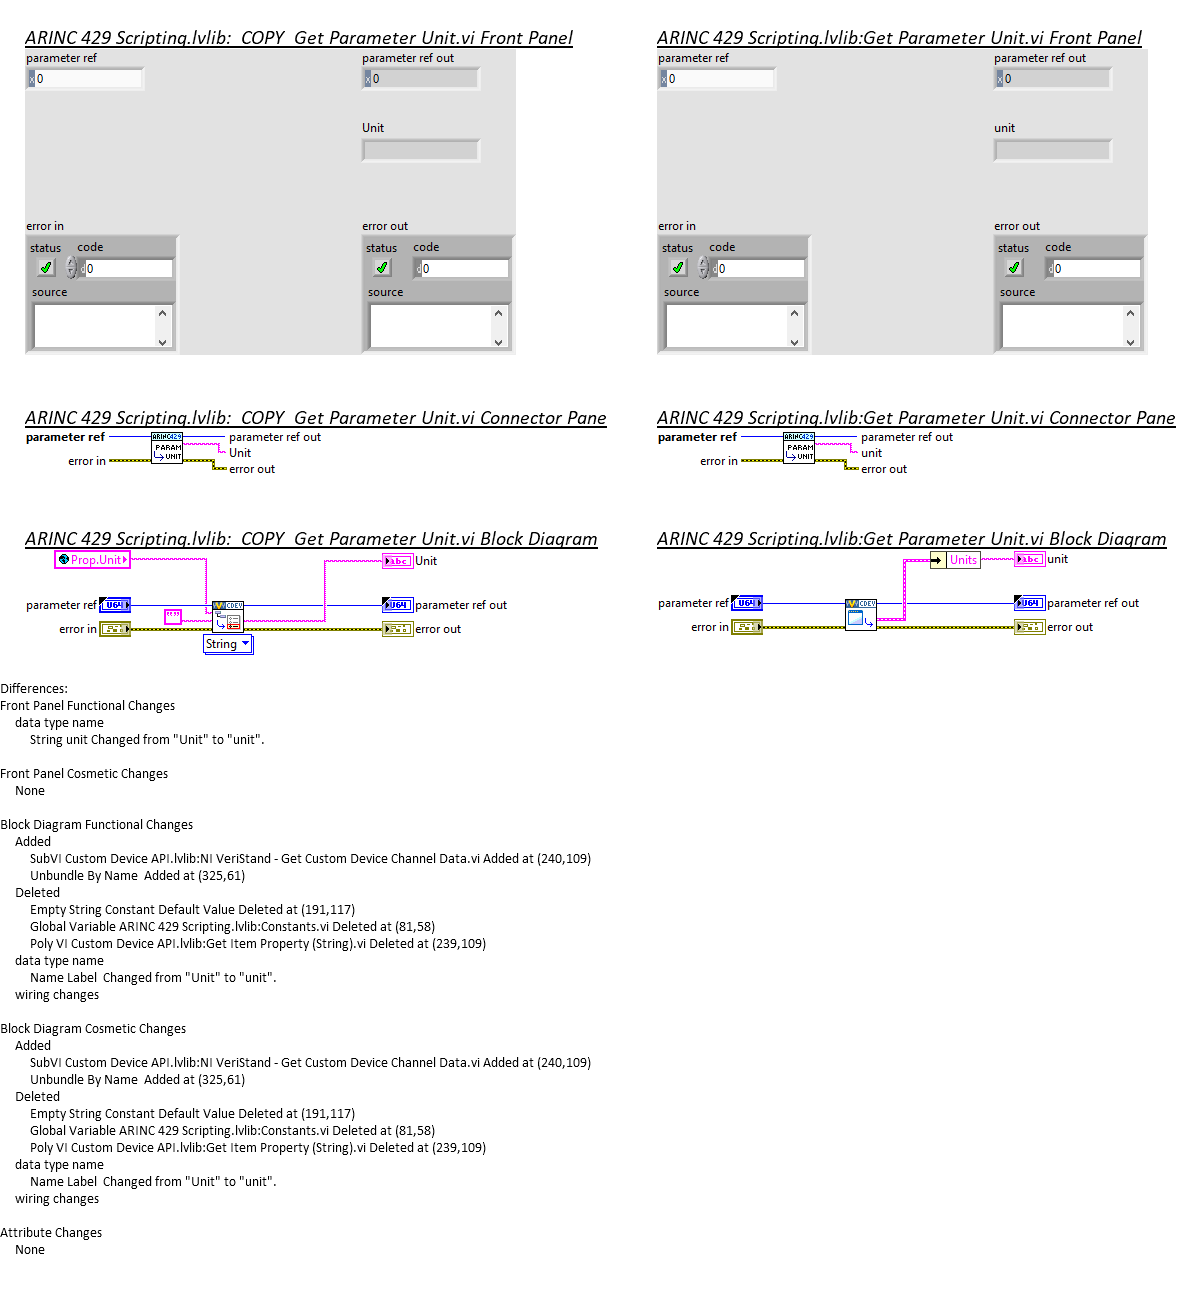 ARINC 429 Scripting.lvlib:_COPY_Get Parameter Unit.vi Front Panel
parameter ref
parameter ref out
0
0
Unit
error in
error out
status code
status code
0
0
source
source
ARINC 429 Scripting.lvlib:Get Parameter Unit.vi Front Panel
parameter ref
parameter ref out
x 0
x 0
unit
error in
error out
status code
status code
d 0
d 0
source
source
ARINC 429 Scripting.lvlib:_COPY_Get Parameter Unit.vi Connector Pane
parameter ref
ARINC429
PARAM
UNIT
parameter ref out
Unit
error in
error out
ARINC 429 Scripting.lvlib:Get Parameter Unit.vi Connector Pane
parameter ref
ARINC429
PARAM
UNIT
parameter ref out
unit
error in
error out
ARINC 429 Scripting.lvlib:_COPY_Get Parameter Unit.vi Block Diagram
Prop.Unit
abc
Unit
parameter ref
U64
CDEV
U64
parameter ref out
error in
error out
String
ARINC 429 Scripting.lvlib:Get Parameter Unit.vi Block Diagram
Units
abc
unit
parameter ref
U64
CDEV
U64
parameter ref out
error in
error out
Differences:
Front Panel Functional Changes
data type name
String unit Changed from "Unit" to "unit".
Front Panel Cosmetic Changes
None
Block Diagram Functional Changes
Added
SubVI Custom Device API.lvlib:NI VeriStand - Get Custom Device Channel Data.vi Added at (240,109)
Unbundle By Name  Added at (325,61)
Deleted
Empty String Constant Default Value Deleted at (191,117)
Global Variable ARINC 429 Scripting.lvlib:Constants.vi Deleted at (81,58)
Poly VI Custom Device API.lvlib:Get Item Property (String).vi Deleted at (239,109)
data type name
Name Label  Changed from "Unit" to "unit".
wiring changes
Block Diagram Cosmetic Changes
Added
SubVI Custom Device API.lvlib:NI VeriStand - Get Custom Device Channel Data.vi Added at (240,109)
Unbundle By Name  Added at (325,61)
Deleted
Empty String Constant Default Value Deleted at (191,117)
Global Variable ARINC 429 Scripting.lvlib:Constants.vi Deleted at (81,58)
Poly VI Custom Device API.lvlib:Get Item Property (String).vi Deleted at (239,109)
data type name
Name Label  Changed from "Unit" to "unit".
wiring changes
Attribute Changes
None